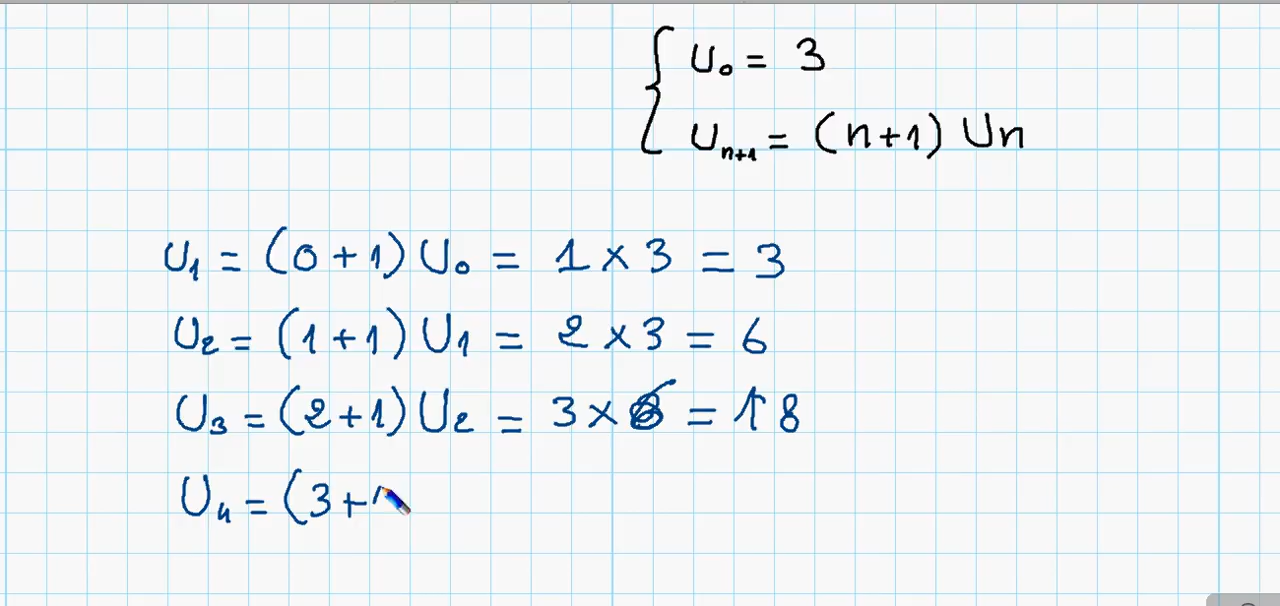 U₀ = 3
Uₙ₊₁ = (n+1) Un
U₁ = (0+1) U₀ = 1 × 3 = 3
U₂ = (1+1) U₁ = 2 × 3 = 6
U₃ = (2+1) U₂ = 3 × 6 = 18
U₄ = (3+